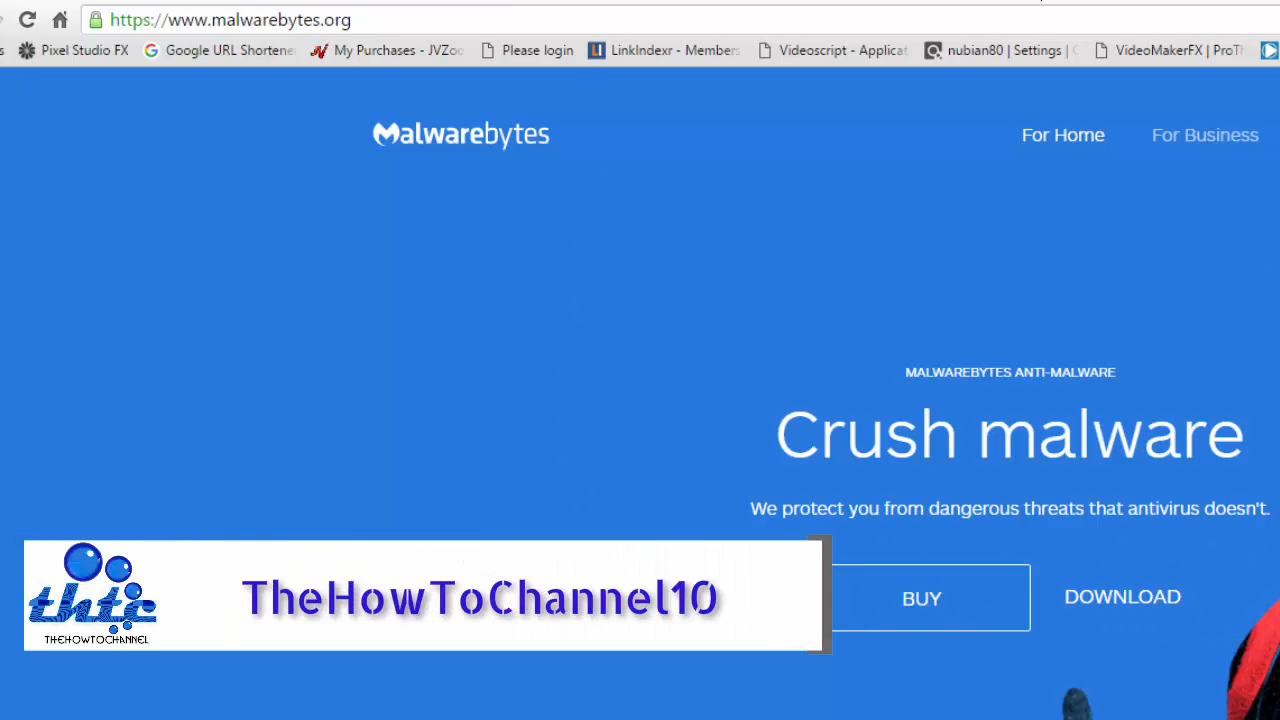 https://www.malwarebytes.org
s Pixel Studio FX Google URL Shortene My Purchases - JVZoo Please login LinkIndexr - Members Videoscript - Applicat nubian80 | Settings | VideoMakerFX | ProTh
Malwarebytes
For Home For Business
MALWAREBYTES ANTI-MALWARE
Crush malware
We protect you from dangerous threats that antivirus doesn't.
thtc
THEHOWTOCHANNEL
TheHowToChannel10
BUY DOWNLOAD